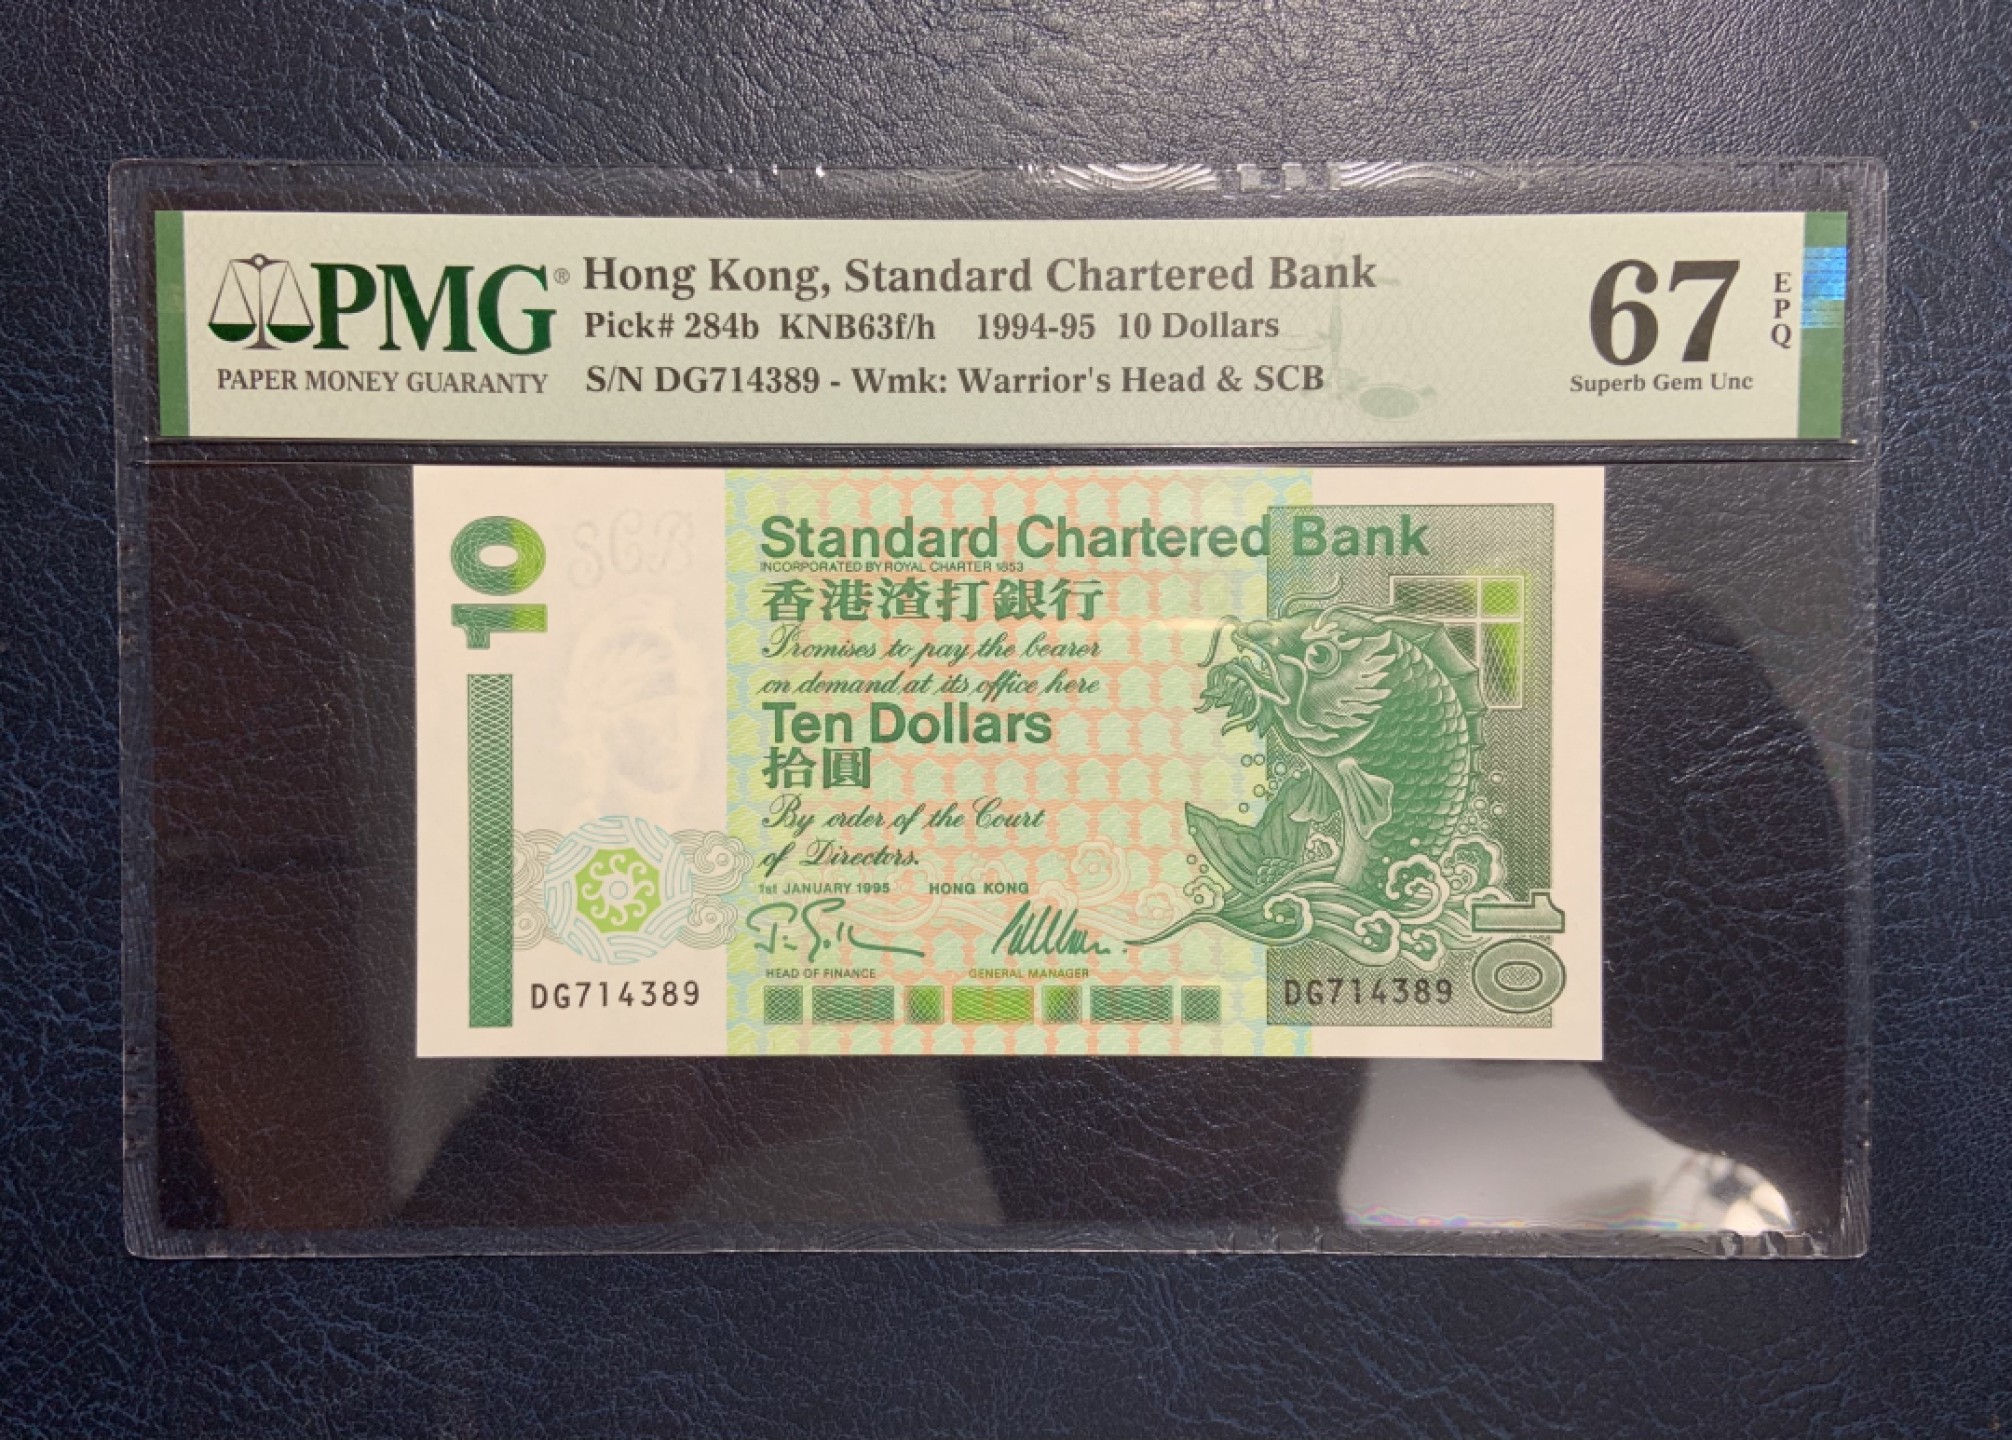 PMG®
PAPER MONEY GUARANTY
Hong Kong, Standard Chartered Bank
Pick# 284b KNB63f/h 1994-95 10 Dollars
S/N DG714389 - Wmk: Warrior's Head & SCB
67
EPQ
Superb Gem Unc
10
SCB
Standard Chartered Bank
INCORPORATED BY ROYAL CHARTER 1853
香港渣打銀行
Promises to pay the bearer
on demand at its office here
Ten Dollars
拾圓
By order of the Court
of Directors.
1st JANUARY 1995 HONG KONG
HEAD OF FINANCE GENERAL MANAGER
DG714389
DG714389
10